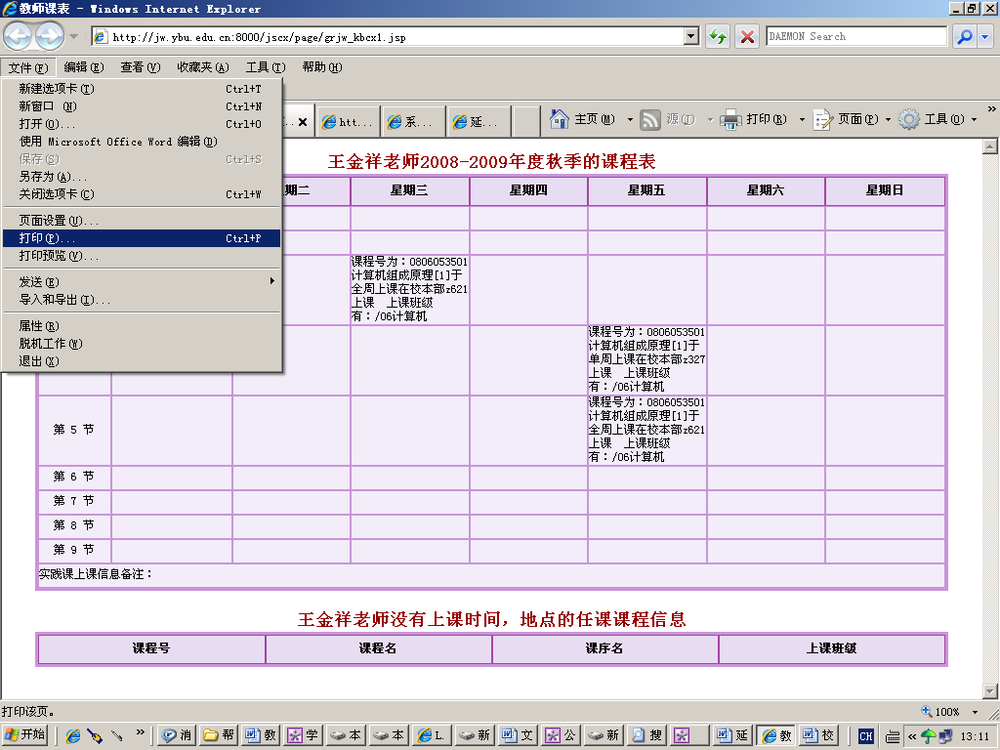 教师课表 - Windows Internet Explorer
http://jw.ybu.edu.cn:8000/jscx/page/grjw_kbcx1.jsp
DAEMON Search
文件(F) 编辑(E) 查看(V) 收藏夹(A) 工具(T) 帮助(H)
新建选项卡(T) Ctrl+T
新窗口 (N) Ctrl+N
打开(O)... Ctrl+O
使用 Microsoft Office Word 编辑(D)
保存(S) Ctrl+S
另存为(A)...
关闭选项卡(C) Ctrl+W
页面设置(U)...
打印(P)... Ctrl+P
打印预览(V)...
发送(E)
导入和导出(I)...
属性(R)
脱机工作(W)
退出(X)
htt... 系... 延... 主页(M) 源(J) 打印(R) 页面(P) 工具(O) »
王金祥老师2008-2009年度秋季的课程表
期二 星期三 星期四 星期五 星期六 星期日
课程号为：0806053501
计算机组成原理[1]于
全周上课在校本部z621
上课 上课班级
有：/06计算机
课程号为：0806053501
计算机组成原理[1]于
单周上课在校本部z327
上课 上课班级
有：/06计算机
第 5 节
课程号为：0806053501
计算机组成原理[1]于
全周上课在校本部z621
上课 上课班级
有：/06计算机
第 6 节
第 7 节
第 8 节
第 9 节
实践课上课信息备注：
王金祥老师没有上课时间，地点的任课课程信息
课程号 课程名 课序名 上课班级
打印该页。
100%
开始 » 消 帮 教 学 本 本 L. 新 文 公 新 搜 延 教 校 CH « 13:11